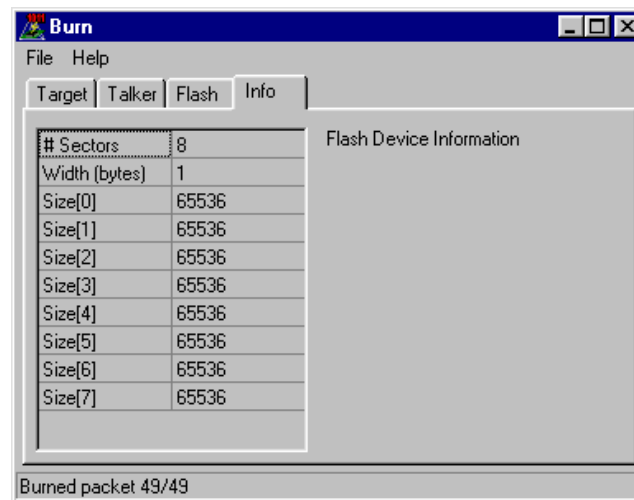 Burn
File Help
Target Talker Flash Info
# Sectors 8 Flash Device Information
Width (bytes) 1
Size[0] 65536
Size[1] 65536
Size[2] 65536
Size[3] 65536
Size[4] 65536
Size[5] 65536
Size[6] 65536
Size[7] 65536
Burned packet 49/49